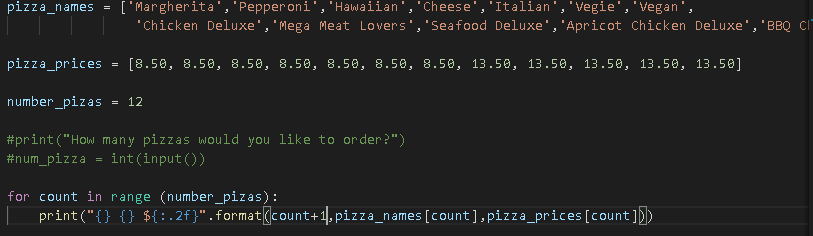 pizza_names = ['Margherita','Pepperoni','Hawaiian','Cheese','Italian','Vegie','Vegan',
'Chicken Deluxe','Mega Meat Lovers','Seafood Deluxe','Apricot Chicken Deluxe','BBQ
pizza_prices = [8.50, 8.50, 8.50, 8.50, 8.50, 8.50, 8.50, 13.50, 13.50, 13.50, 13.50, 13.50]
number_pizas = 12
#print("How many pizzas would you like to order?")
#num_pizza = int(input())
for count in range (number_pizas):
print("{} {} ${:.2f}".format(count+1,pizza_names[count],pizza_prices[count]))